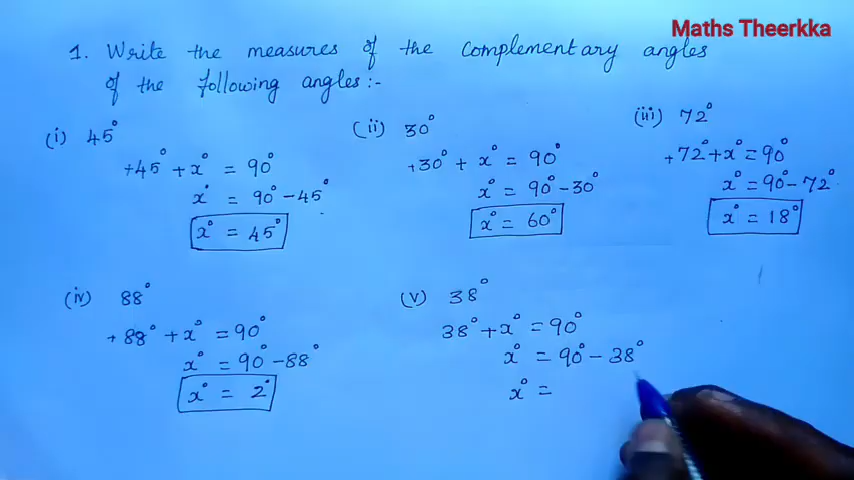 Maths Theerkka
1. Write the measures of the complementary angles
of the following angles:-
(i) 45°
+45° + x° = 90°
x° = 90° - 45°
x° = 45°
(ii) 30°
+30° + x° = 90°
x° = 90° - 30°
x° = 60°
(iii) 72°
+72° + x° = 90°
x° = 90° - 72°
x° = 18°
(iv) 88°
+88° + x° = 90°
x° = 90° - 88°
x° = 2°
(v) 38°
38° + x° = 90°
x° = 90° - 38°
x° =